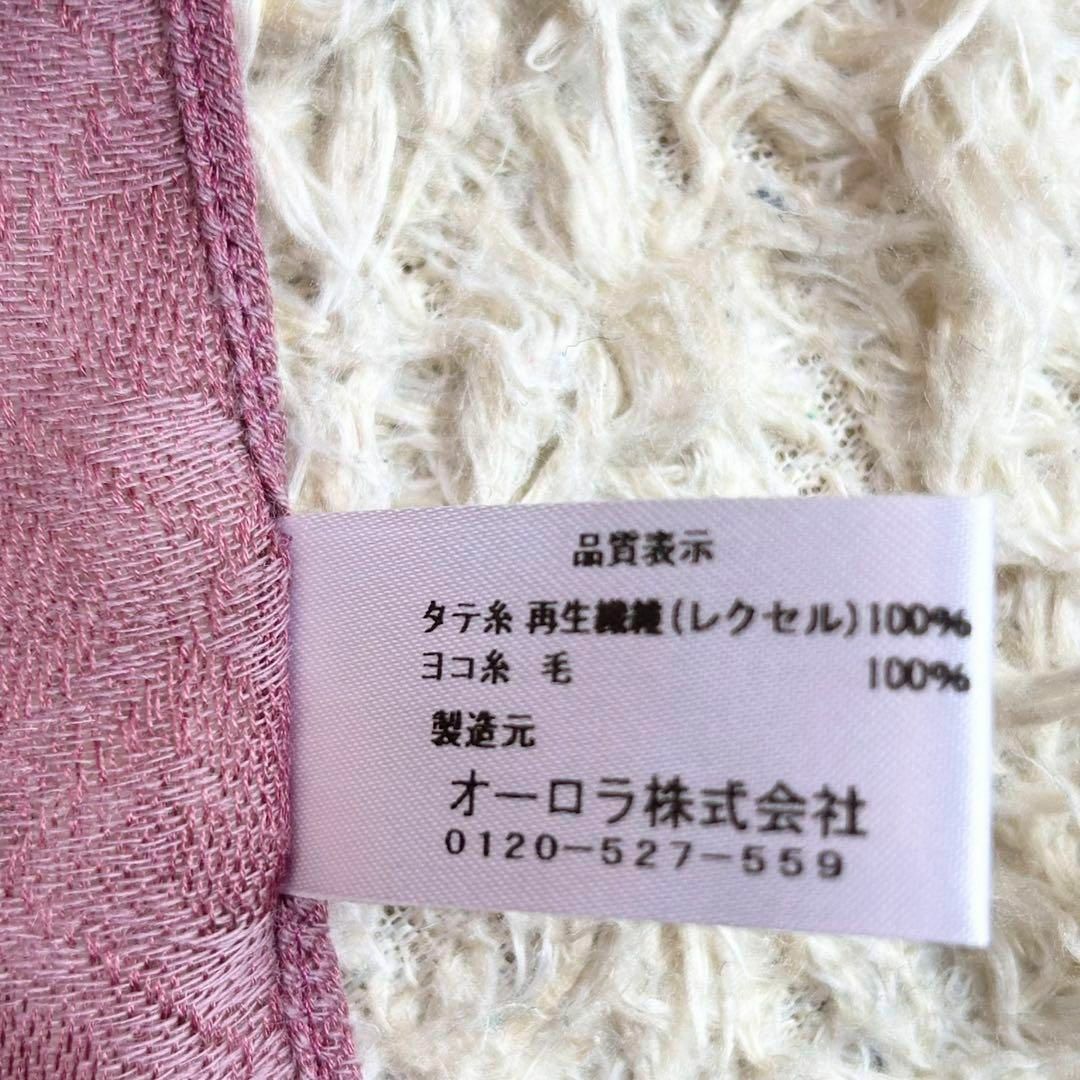 品質表示
タテ糸 再生繊維(レクセル)100%
ヨコ糸 毛 100%
製造元
オーロラ株式会社
0120-527-559